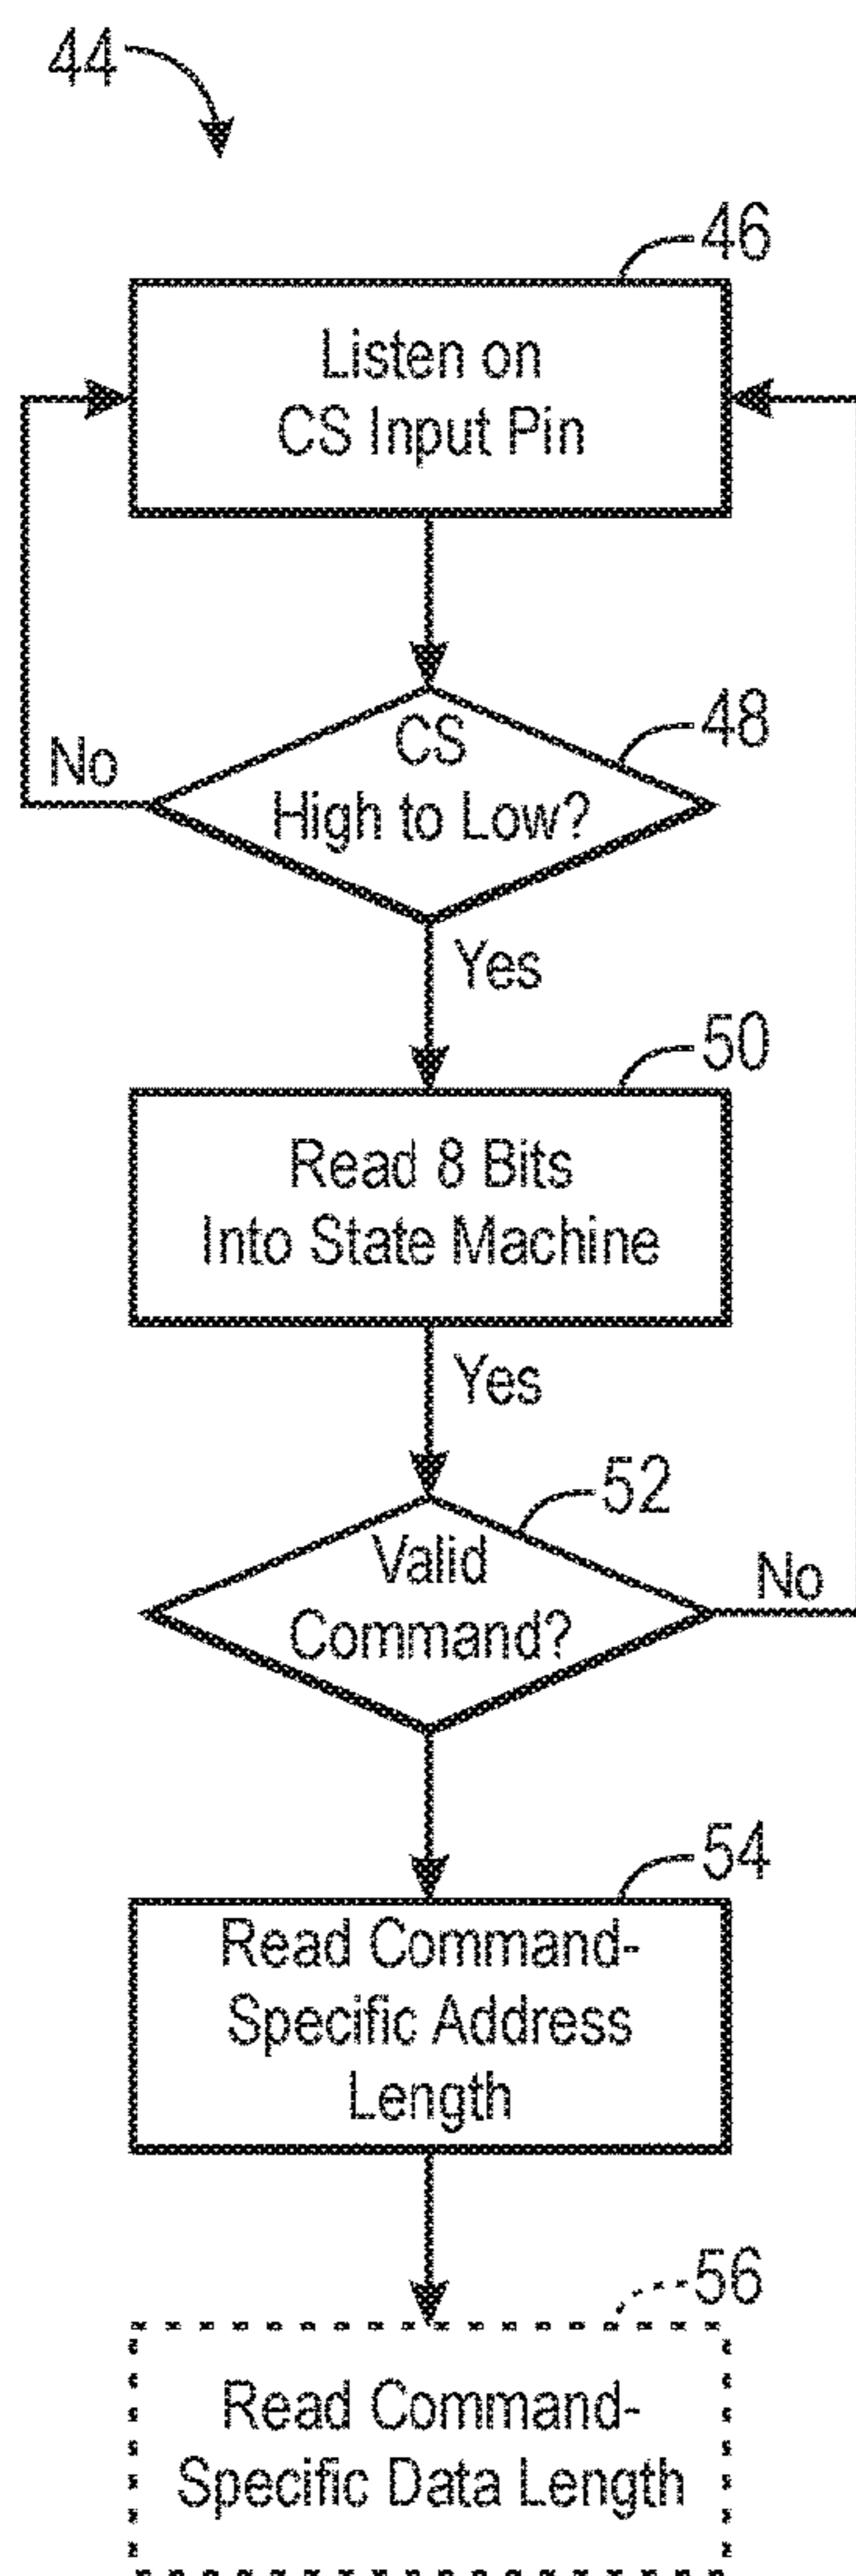 44
46
Listen on
CS Input Pin
48
CS
High to Low?
No
Yes
50
Read 8 Bits
Into State Machine
Yes
52
Valid
Command?
No
54
Read Command-
Specific Address
Length
56
Read Command-
Specific Data Length